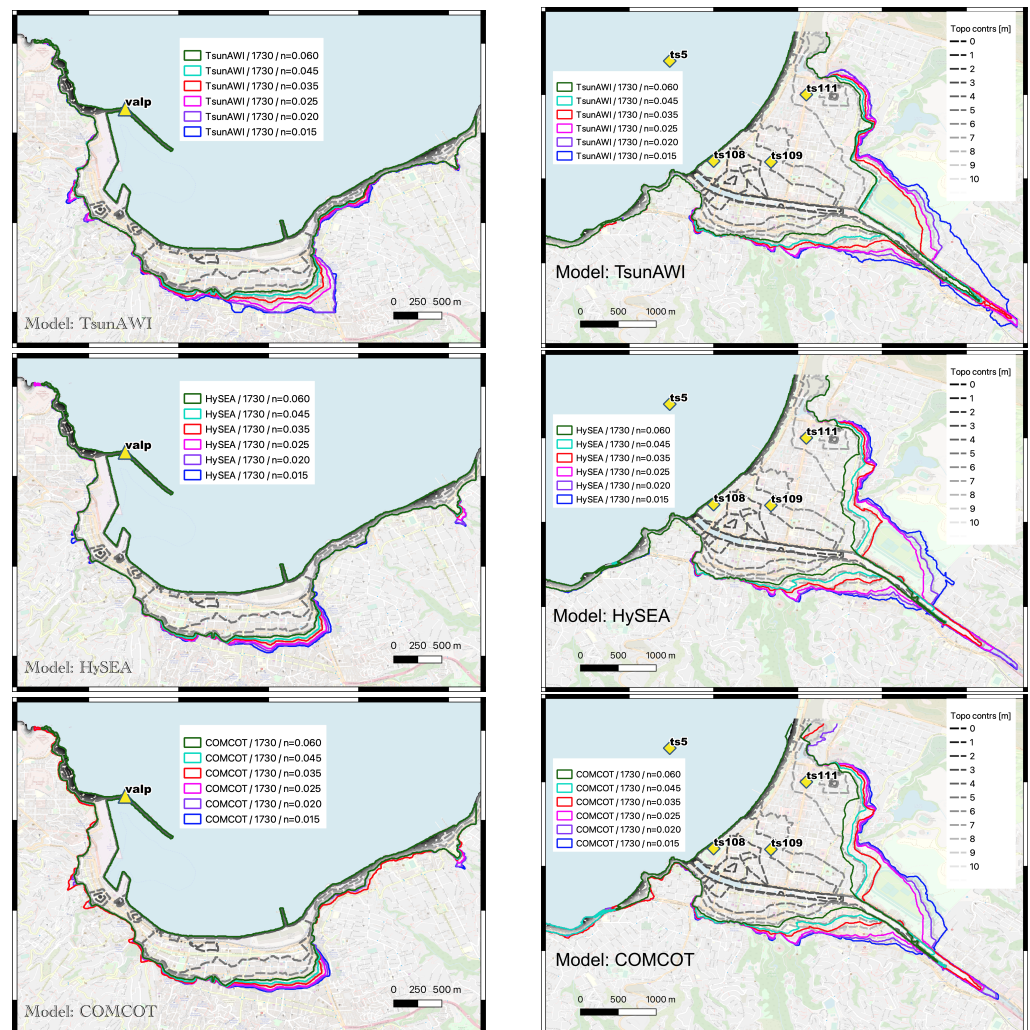 TsunAWI / 1730 / n=0.060
TsunAWI / 1730 / n=0.045
TsunAWI / 1730 / n=0.035
TsunAWI / 1730 / n=0.025
TsunAWI / 1730 / n=0.020
TsunAWI / 1730 / n=0.015
valp
0 250 500 m
Model: TsunAWI
Topo contrs [m]
0
1
2
3
4
5
6
7
8
9
10
ts5
TsunAWI / 1730 / n=0.060
TsunAWI / 1730 / n=0.045
TsunAWI / 1730 / n=0.035
TsunAWI / 1730 / n=0.025
TsunAWI / 1730 / n=0.020
TsunAWI / 1730 / n=0.015
ts111
ts108
ts109
Model: TsunAWI
0 500 1000 m
HySEA / 1730 / n=0.060
HySEA / 1730 / n=0.045
HySEA / 1730 / n=0.035
HySEA / 1730 / n=0.025
HySEA / 1730 / n=0.020
HySEA / 1730 / n=0.015
valp
0 250 500 m
Model: HySEA
Topo contrs [m]
0
1
2
3
4
5
6
7
8
9
10
ts5
HySEA / 1730 / n=0.060
HySEA / 1730 / n=0.045
HySEA / 1730 / n=0.035
HySEA / 1730 / n=0.025
HySEA / 1730 / n=0.020
HySEA / 1730 / n=0.015
ts111
ts108
ts109
Model: HySEA
0 500 1000 m
COMCOT / 1730 / n=0.060
COMCOT / 1730 / n=0.045
COMCOT / 1730 / n=0.035
COMCOT / 1730 / n=0.025
COMCOT / 1730 / n=0.020
COMCOT / 1730 / n=0.015
valp
0 250 500 m
Model: COMCOT
Topo contrs [m]
0
1
2
3
4
5
6
7
8
9
10
ts5
COMCOT / 1730 / n=0.060
COMCOT / 1730 / n=0.045
COMCOT / 1730 / n=0.035
COMCOT / 1730 / n=0.025
COMCOT / 1730 / n=0.020
COMCOT / 1730 / n=0.015
ts111
ts108
ts109
Model: COMCOT
0 500 1000 m